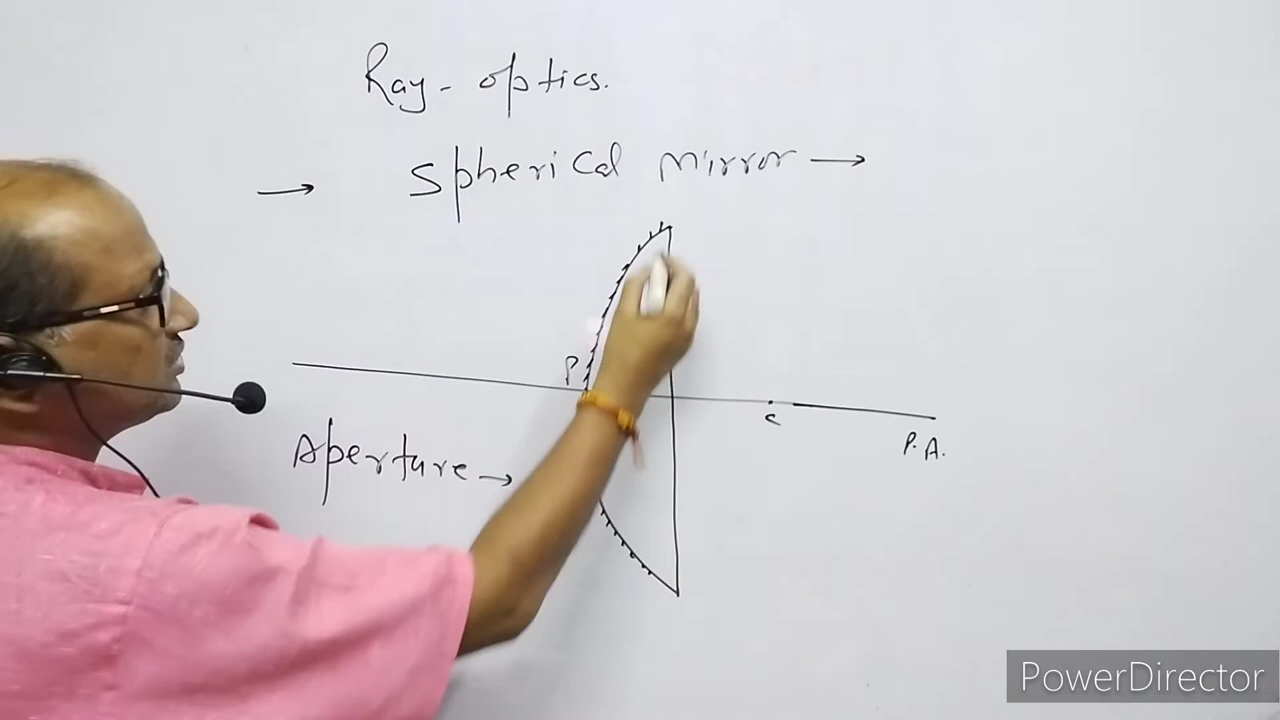 Ray - optics.
→ Spherical mirror →
P
C
P. A.
Aperture →
PowerDirector